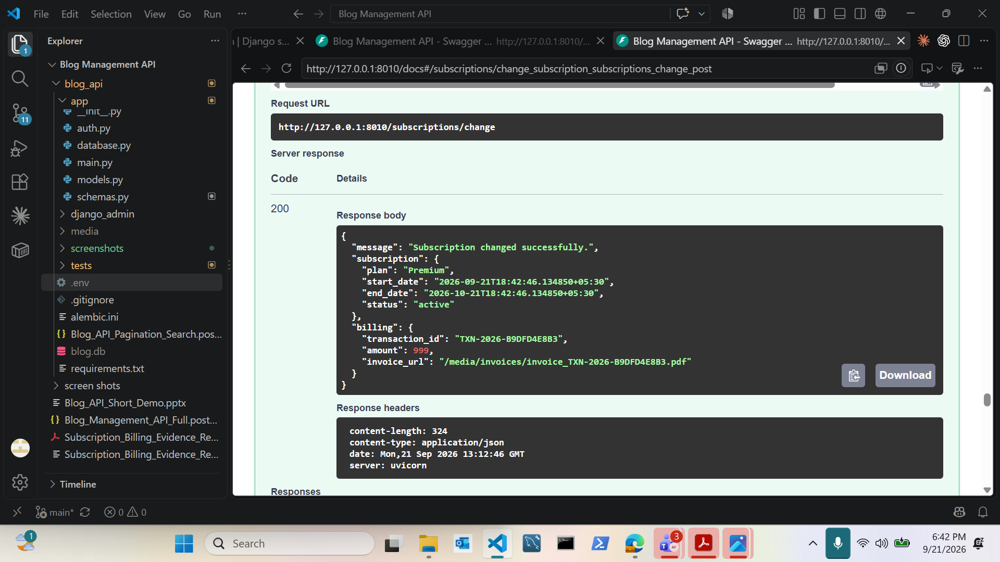 File Edit Selection View Go Run ···
Blog Management API
Explorer
Blog Management API
blog_api
app
__init__.py
auth.py
database.py
main.py
models.py
schemas.py
django_admin
media
screenshots
tests
.env
.gitignore
alembic.ini
Blog_API_Pagination_Search.pos...
blog.db
requirements.txt
screen shots
Blog_API_Short_Demo.pptx
Blog_Management_API_Full.post...
Subscription_Billing_Evidence_Re...
Subscription_Billing_Evidence_Re...
Timeline
1
11
| Django s...
Blog Management API - Swagger ... http://127.0.0.1:8010/...
Blog Management API - Swagger ... http://127.0.0.1:8010/...
http://127.0.0.1:8010/docs#/subscriptions/change_subscription_subscriptions_change_post
Request URL
http://127.0.0.1:8010/subscriptions/change
Server response
Code Details
200
Response body
{
"message": "Subscription changed successfully.",
"subscription": {
"plan": "Premium",
"start_date": "2026-09-21T18:42:46.134850+05:30",
"end_date": "2026-10-21T18:42:46.134850+05:30",
"status": "active"
},
"billing": {
"transaction_id": "TXN-2026-B9DFD4E8B3",
"amount": 999,
"invoice_url": "/media/invoices/invoice_TXN-2026-B9DFD4E8B3.pdf"
}
}
Download
Response headers
content-length: 324
content-type: application/json
date: Mon,21 Sep 2026 13:12:46 GMT
server: uvicorn
Responses
main* 0 0
1
Search
3
AY
6:42 PM
9/21/2026